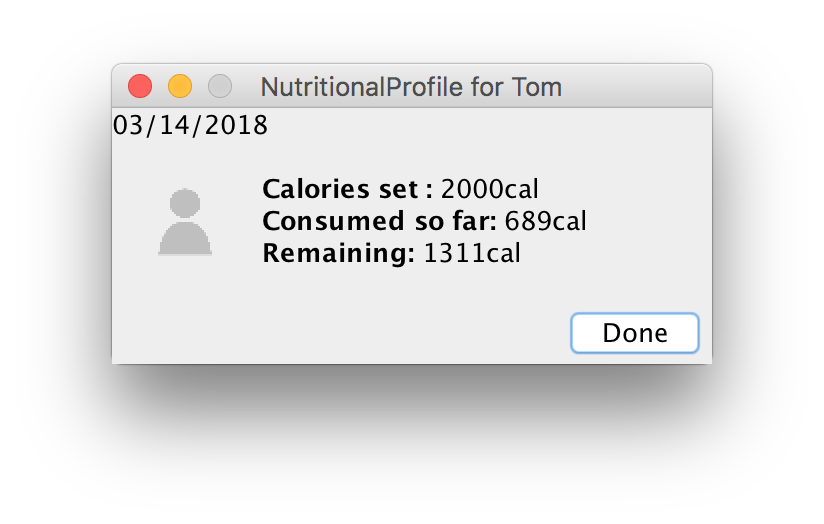 NutritionalProfile for Tom
03/14/2018
Calories set : 2000cal
Consumed so far: 689cal
Remaining: 1311cal
Done